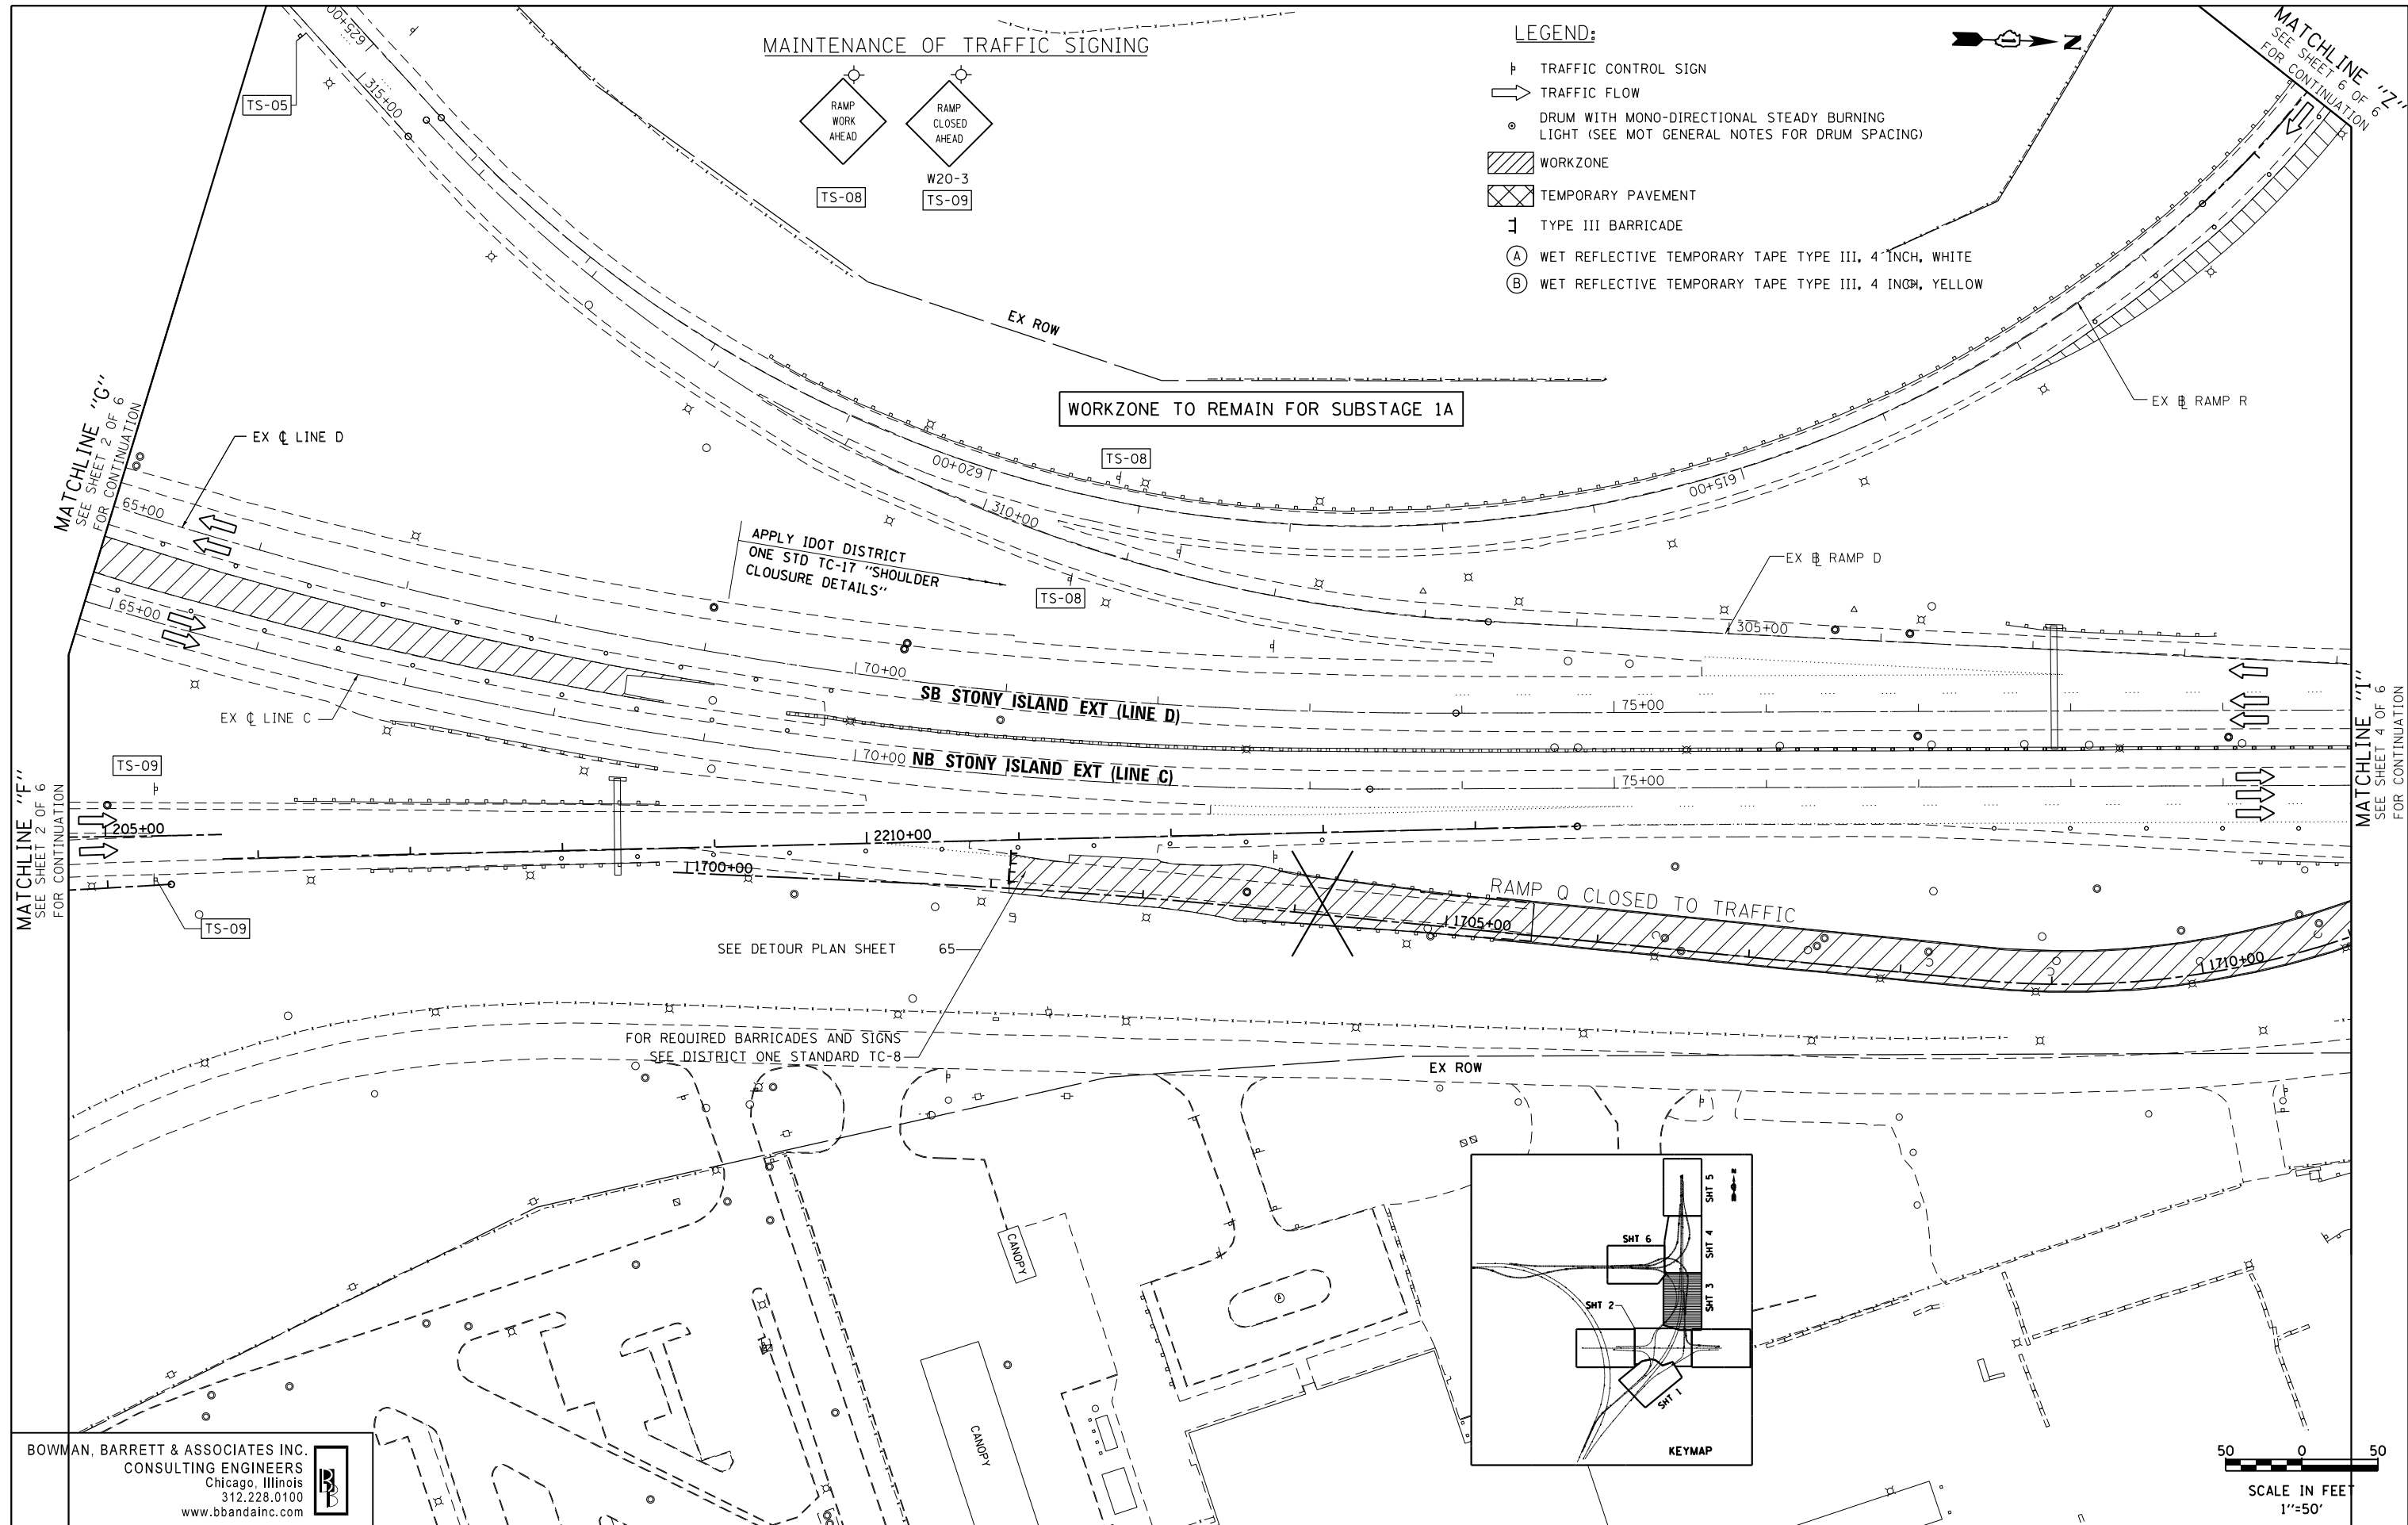 MAINTENANCE OF TRAFFIC SIGNING
RAMP
WORK
AHEAD
TS-08
RAMP
CLOSED
AHEAD
W20-3
TS-09
LEGEND:
TRAFFIC CONTROL SIGN
TRAFFIC FLOW
DRUM WITH MONO-DIRECTIONAL STEADY BURNING
LIGHT (SEE MOT GENERAL NOTES FOR DRUM SPACING)
WORKZONE
TEMPORARY PAVEMENT
TYPE III BARRICADE
A WET REFLECTIVE TEMPORARY TAPE TYPE III, 4 INCH, WHITE
B WET REFLECTIVE TEMPORARY TAPE TYPE III, 4 INCH, YELLOW
N
MATCHLINE "Z"
SEE SHEET 6 OF 6
FOR CONTINUATION
625+00
315+00
TS-05
EX ROW
WORKZONE TO REMAIN FOR SUBSTAGE 1A
EX BL RAMP R
MATCHLINE "G"
SEE SHEET 2 OF 6
FOR CONTINUATION
EX CL LINE D
65+00
TS-08
620+00
615+00
310+00
APPLY IDOT DISTRICT
ONE STD TC-17 "SHOULDER
CLOUSURE DETAILS"
TS-08
EX BL RAMP D
305+00
65+00
70+00
SB STONY ISLAND EXT (LINE D)
75+00
EX CL LINE C
70+00
NB STONY ISLAND EXT (LINE C)
75+00
MATCHLINE "I"
SEE SHEET 4 OF 6
FOR CONTINUATION
MATCHLINE "F"
SEE SHEET 2 OF 6
FOR CONTINUATION
TS-09
205+00
2210+00
1700+00
TS-09
RAMP Q CLOSED TO TRAFFIC
1705+00
1710+00
SEE DETOUR PLAN SHEET 65
FOR REQUIRED BARRICADES AND SIGNS
SEE DISTRICT ONE STANDARD TC-8
EX ROW
CANOPY
CANOPY
A
SHT 5
SHT 4
SHT 6
SHT 3
SHT 2
SHT 1
KEYMAP
BOWMAN, BARRETT & ASSOCIATES INC.
CONSULTING ENGINEERS
Chicago, Illinois
312.228.0100
www.bbandainc.com
50 0 50
SCALE IN FEET
1"=50'